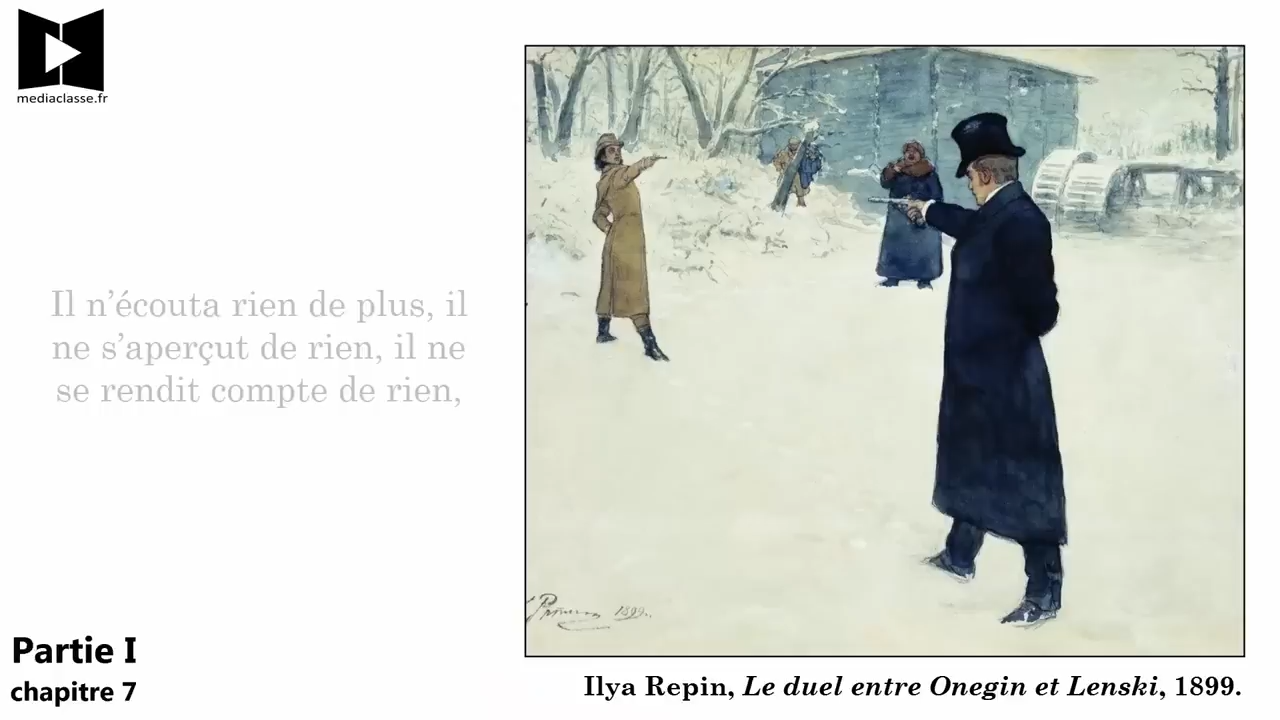 mediaclasse.fr
Il n’écouta rien de plus, il
ne s’aperçut de rien, il ne
se rendit compte de rien,
1899.
Partie I
chapitre 7
Ilya Repin, Le duel entre Onegin et Lenski, 1899.